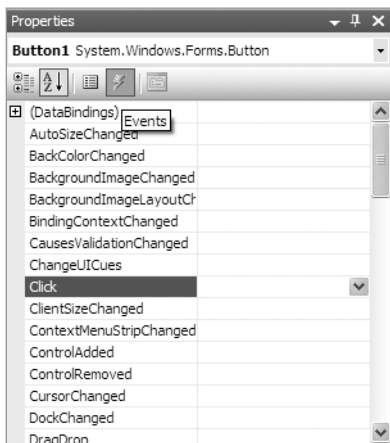 Properties
Button1 System.Windows.Forms.Button
(DataBindings)
Events
AutoSizeChanged
BackColorChanged
BackgroundImageChanged
BackgroundImageLayoutCh
BindingContextChanged
CausesValidationChanged
ChangeUICues
Click
ClientSizeChanged
ContextMenuStripChanged
ControlAdded
ControlRemoved
CursorChanged
DockChanged
DragDrop